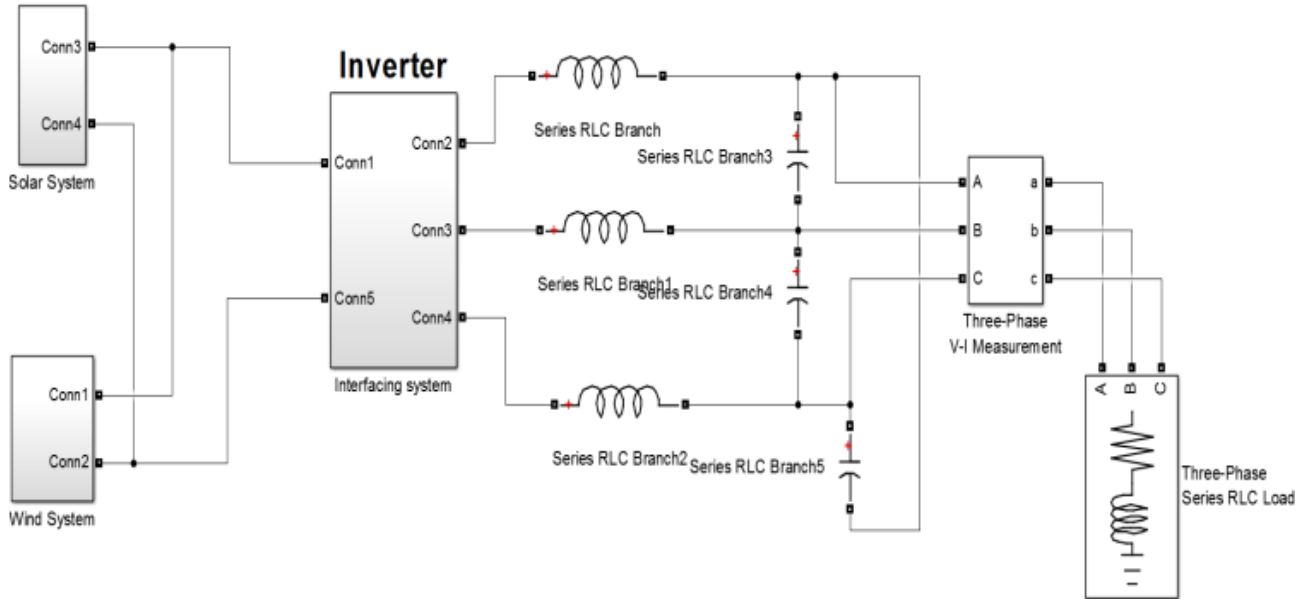 Conn3
Conn4
Solar System
Conn1
Conn2
Wind System
Inverter
Conn1
Conn5
Conn2
Conn3
Conn4
Interfacing system
Series RLC Branch
Series RLC Branch3
Series RLC Branch1
Series RLC Branch4
Series RLC Branch2
Series RLC Branch5
A
B
C
a
b
c
Three-Phase
V-I Measurement
A
B
C
Three-Phase
Series RLC Load